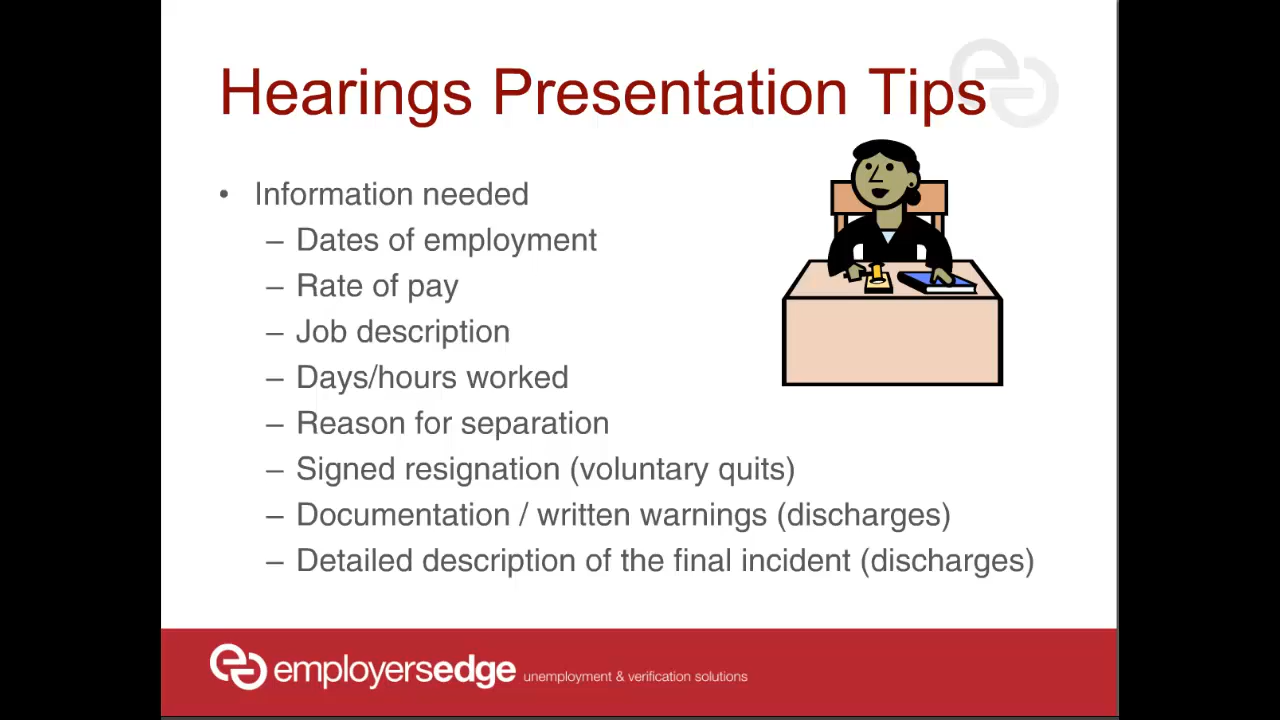 Hearings Presentation Tips
• Information needed
– Dates of employment
– Rate of pay
– Job description
– Days/hours worked
– Reason for separation
– Signed resignation (voluntary quits)
– Documentation / written warnings (discharges)
– Detailed description of the final incident (discharges)
employersedge unemployment & verification solutions